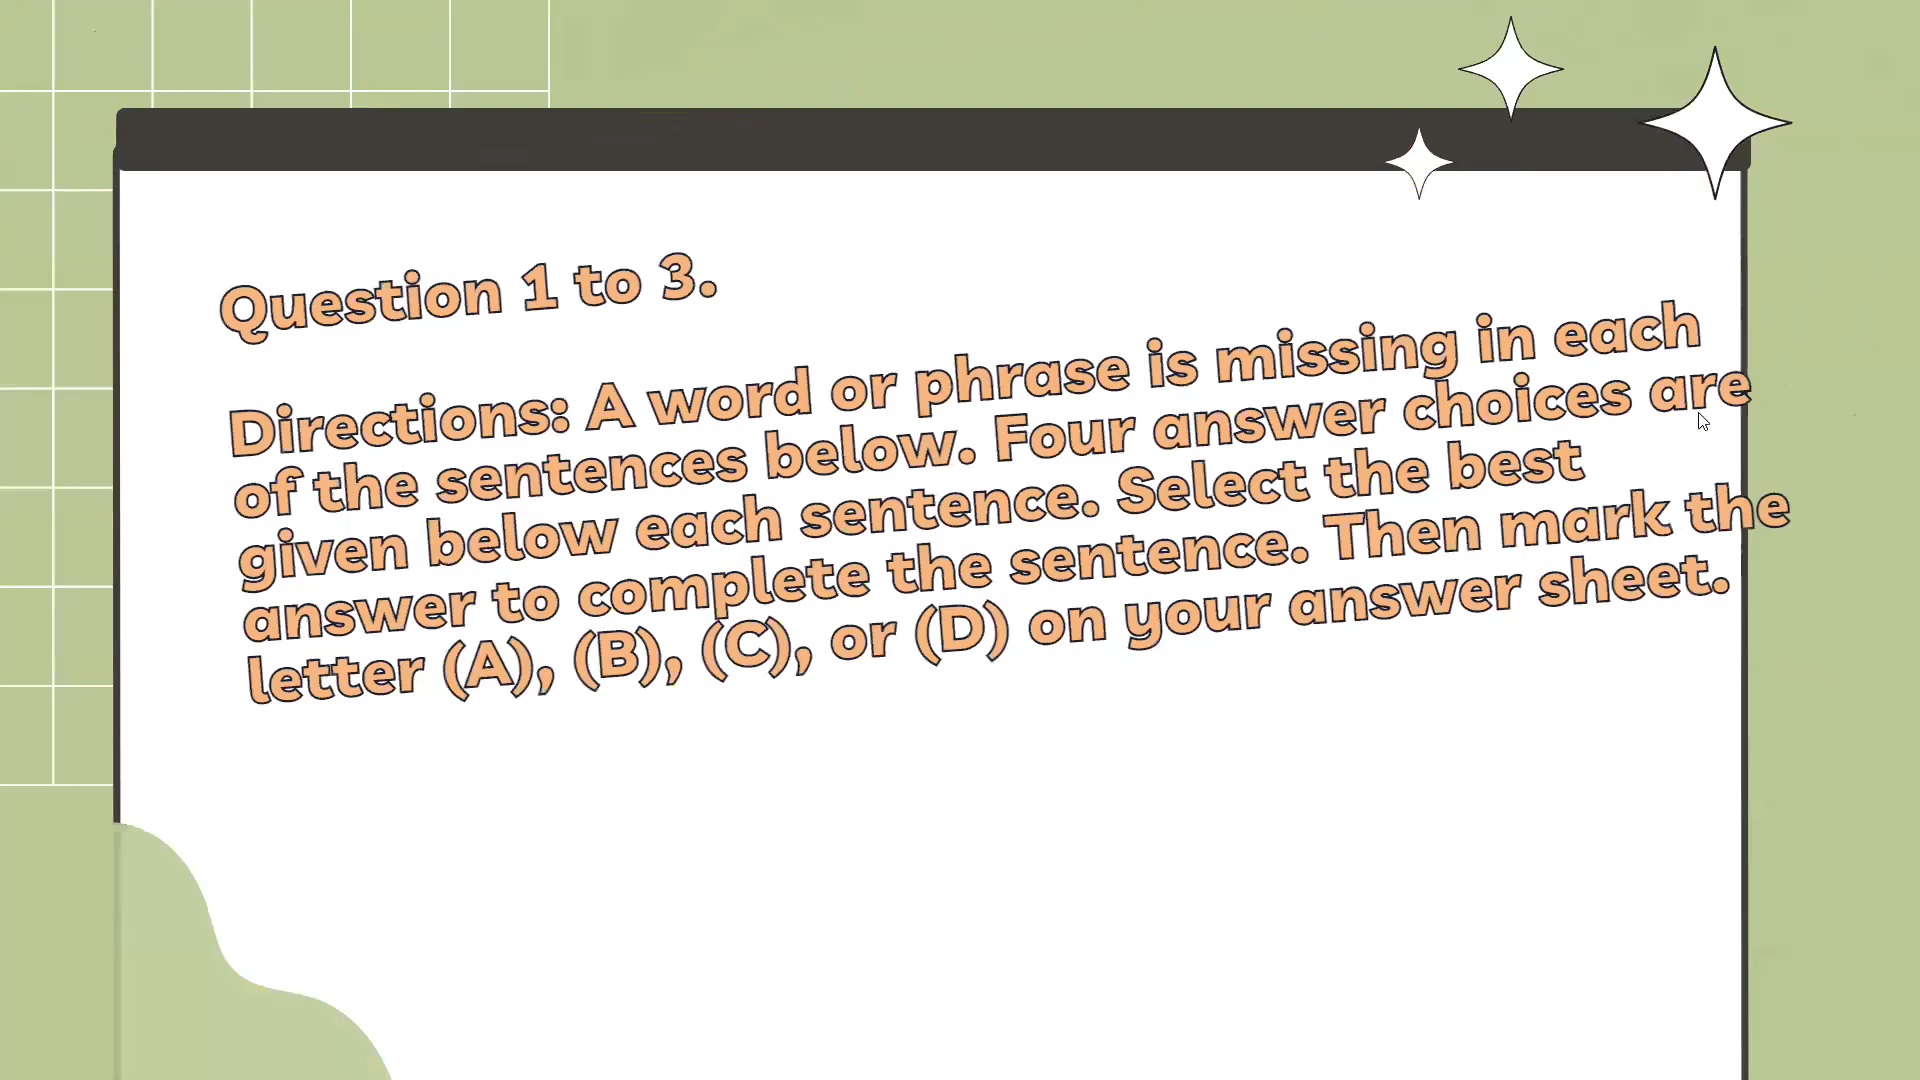 Question 1 to 3.
Directions: A word or phrase is missing in each
of the sentences below. Four answer choices are
given below each sentence. Select the best
answer to complete the sentence. Then mark the
letter (A), (B), (C), or (D) on your answer sheet.